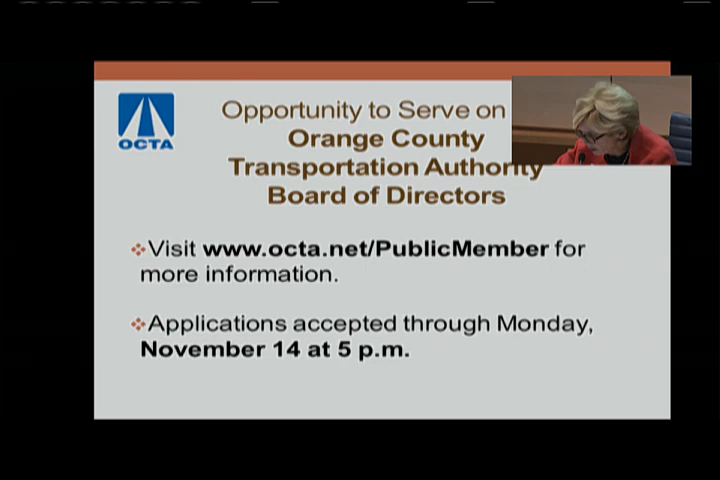 OCTA
Opportunity to Serve on
Orange County
Transportation Authority
Board of Directors
Visit www.octa.net/PublicMember for
more information.
Applications accepted through Monday,
November 14 at 5 p.m.